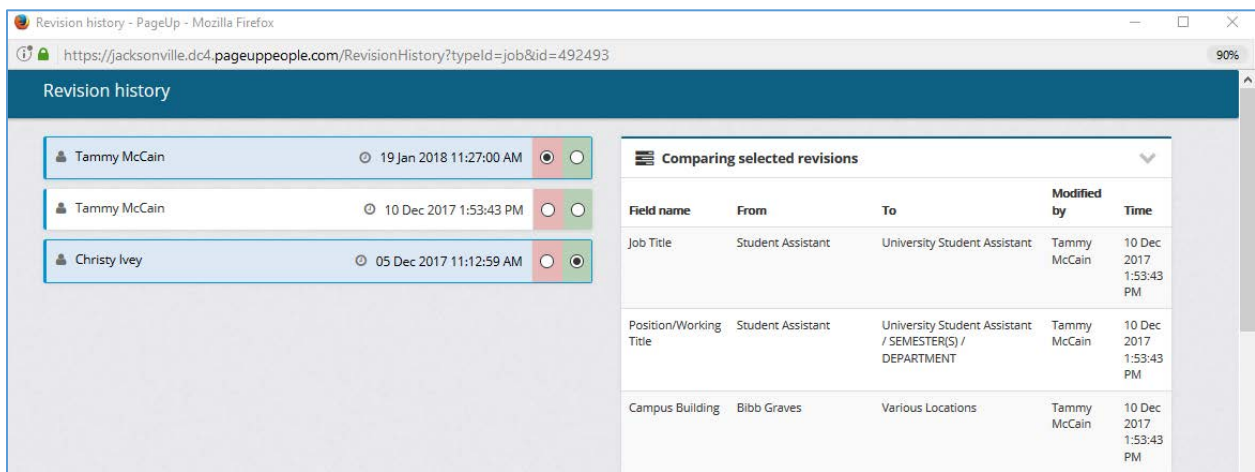 Revision history - PageUp - Mozilla Firefox
https://jacksonville.dc4.pageuppeople.com/RevisionHistory?typeId=job&id=492493
90%
Revision history
Tammy McCain 19 Jan 2018 11:27:00 AM
Tammy McCain 10 Dec 2017 1:53:43 PM
Christy Ivey 05 Dec 2017 11:12:59 AM
Comparing selected revisions
Field name From To Modified by Time
Job Title Student Assistant University Student Assistant Tammy McCain 10 Dec 2017 1:53:43 PM
Position/Working Title Student Assistant University Student Assistant / SEMESTER(S) / DEPARTMENT Tammy McCain 10 Dec 2017 1:53:43 PM
Campus Building Bibb Graves Various Locations Tammy McCain 10 Dec 2017 1:53:43 PM